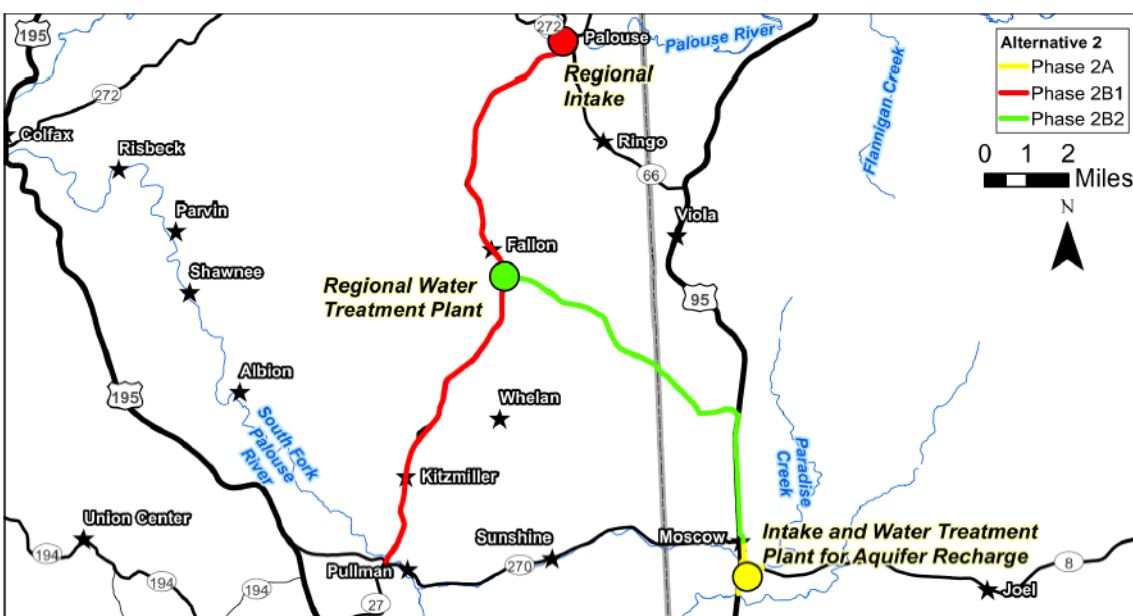 195
272
Palouse
Palouse River
Regional
Intake
Flannigan Creek
Alternative 2
Phase 2A
Phase 2B1
Phase 2B2
0 1 2
Miles
N
272
Colfax
Risbeck
Ringo
66
Parvin
Viola
Fallon
Shawnee
Regional Water
Treatment Plant
95
Albion
195
Whelan
South Fork
Palouse
River
Paradise
Creek
Kitzmiller
Union Center
194
194
194
Pullman
27
Sunshine
270
Moscow
Intake and Water Treatment
Plant for Aquifer Recharge
8
Joel